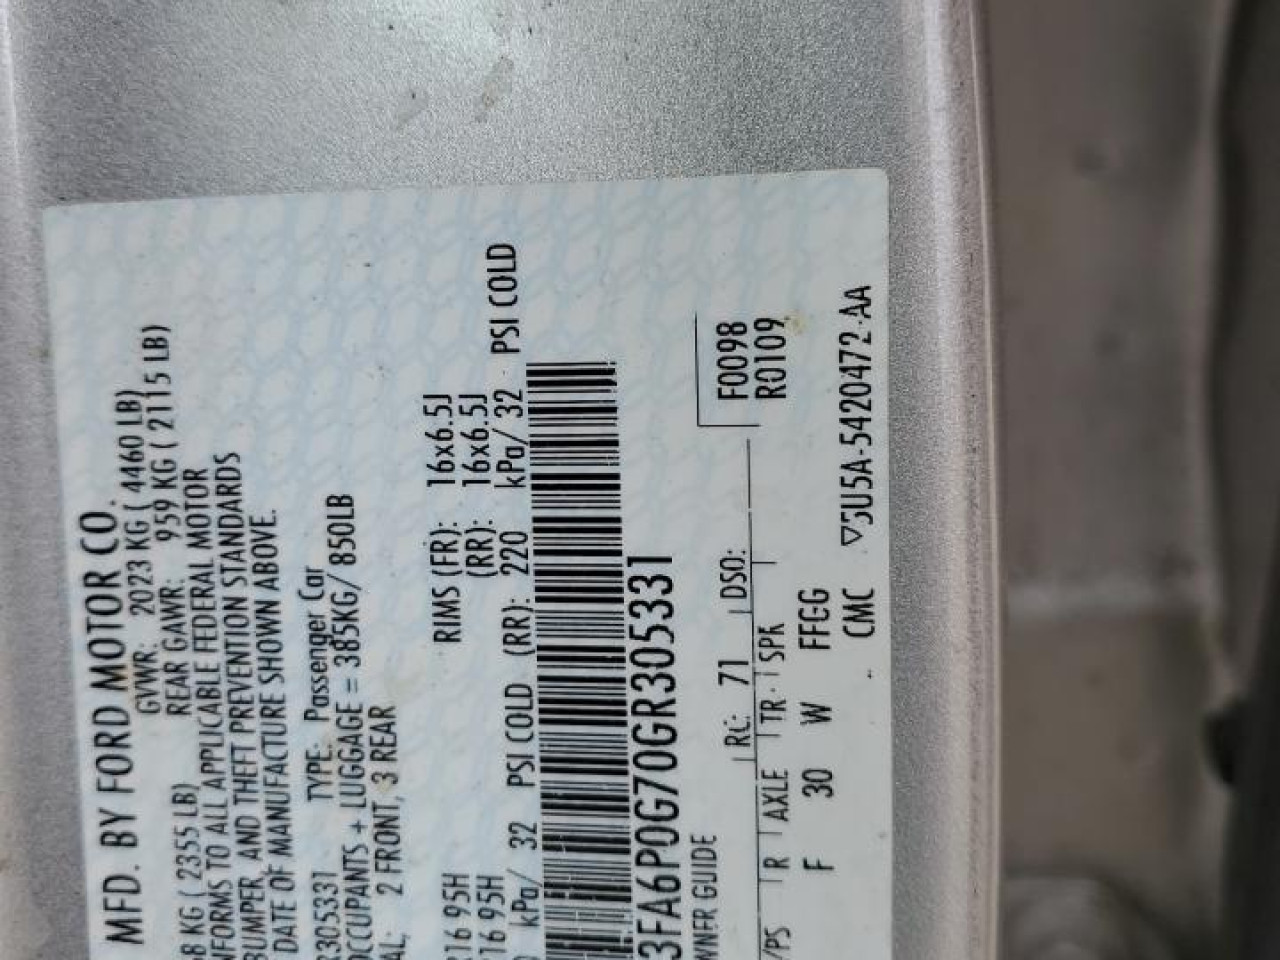 MFD. BY FORD MOTOR CO.
GVWR: 2023 KG ( 4460 LB)
68 KG ( 2355 LB) REAR GAWR: 959 KG ( 2115 LB)
NFORMS TO ALL APPLICABLE FEDERAL MOTOR
BUMPER, AND THEFT PREVENTION STANDARDS
DATE OF MANUFACTURE SHOWN ABOVE.
R305331 TYPE: Passenger Car
OCCUPANTS + LUGGAGE = 385KG/ 850LB
AL: 2 FRONT, 3 REAR
R16 95H RIMS (FR): 16x6.5J
R16 95H (RR): 16x6.5J
kPa/ 32 PSI COLD (RR): 220 kPa/ 32 PSI COLD
3FA6P0G70GR305331
WNER GUIDE
RC: 71 DSO:
F0098
R0109
/PS R AXLE TR SPR
F 30 W FFGG
CMC ▽5U5A-5420472-AA